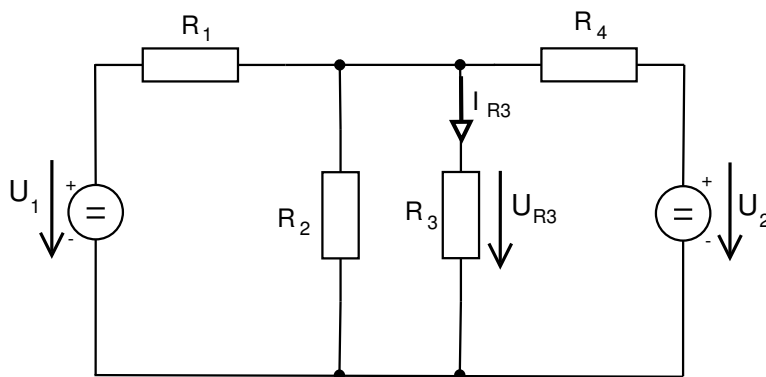 R1
R4
IR3
U1
+
-
=
R2
R3
UR3
+
-
=
U2